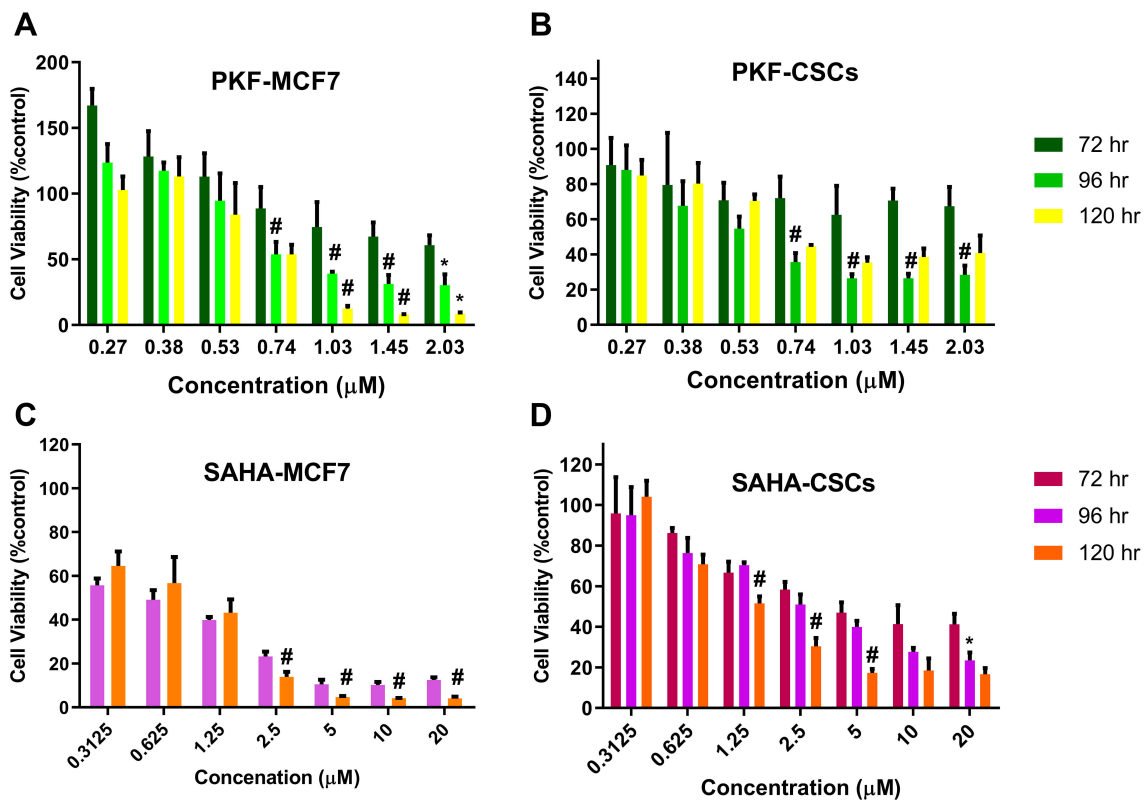 A
PKF-MCF7
Cell Viability (%control)
200
150
100
50
0
# # # # # * *
0.27 0.38 0.53 0.74 1.03 1.45 2.03
Concentration (μM)
B
PKF-CSCs
Cell Viability (%control)
140
120
100
80
60
40
20
0
# # # #
0.27 0.38 0.53 0.74 1.03 1.45 2.03
Concentration (μM)
72 hr
96 hr
120 hr
C
SAHA-MCF7
Cell Viability (%control)
120
100
80
60
40
20
0
# # # #
0.3125 0.625 1.25 2.5 5 10 20
Concenation (μM)
D
SAHA-CSCs
Cell Viability (%control)
120
100
80
60
40
20
0
# # # *
0.3125 0.625 1.25 2.5 5 10 20
Concentration (μM)
72 hr
96 hr
120 hr